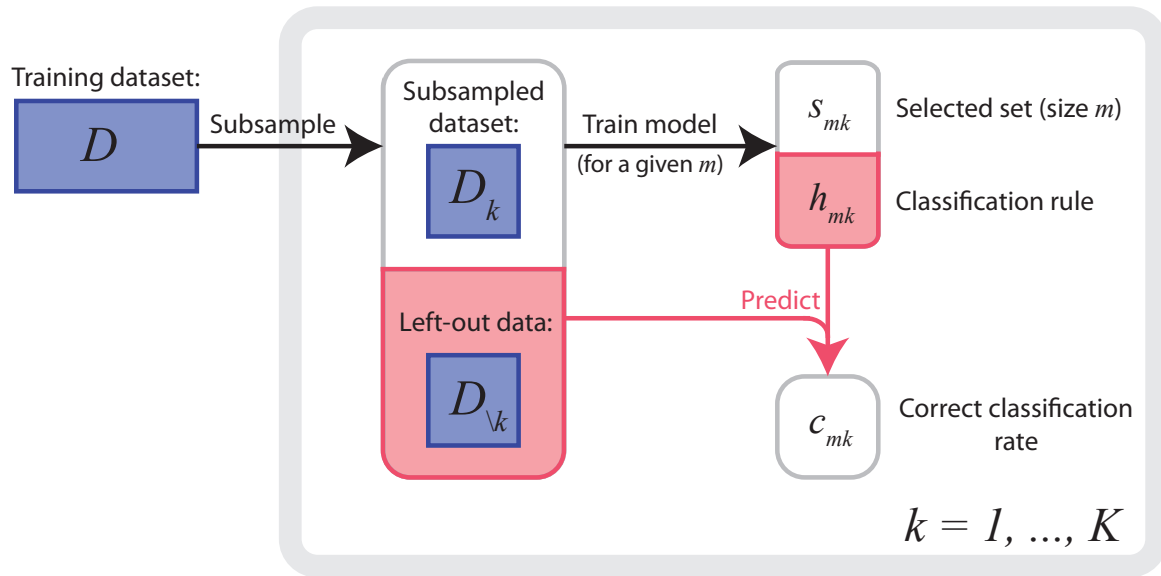 Training dataset:
D
Subsample
Subsampled
dataset:
D_k
Left-out data:
D_\k
Train model
(for a given m)
s_mk
Selected set (size m)
h_mk
Classification rule
Predict
c_mk
Correct classification
rate
k = 1, ..., K